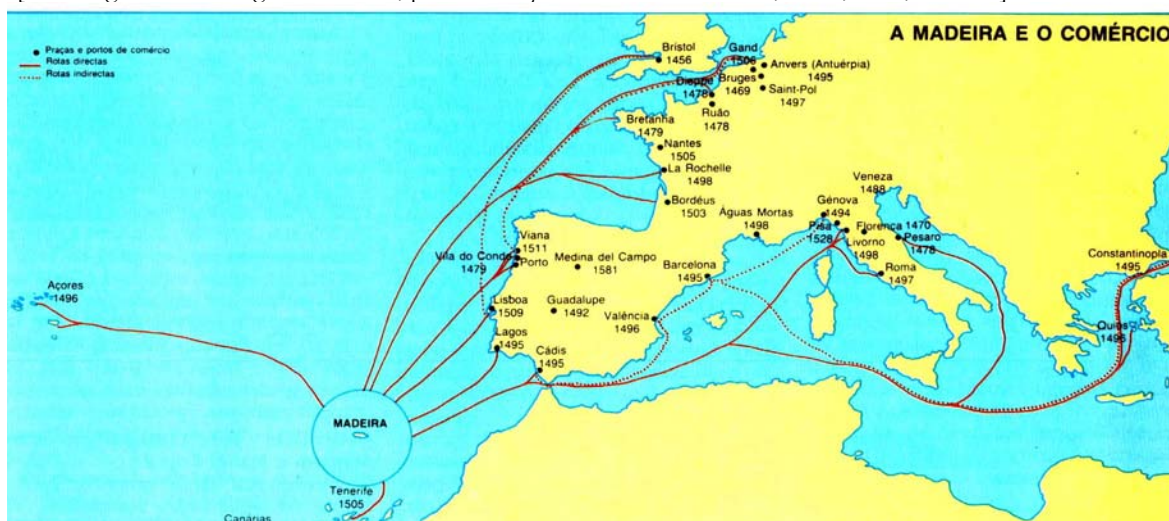 A MADEIRA E O COMÉRCIO
Praças e portos de comércio
Rotas directas
Rotas indirectas
Bristol
1456
Gand
1506
Anvers (Antuérpia)
1495
Bruges
1469
Saint-Pol
1497
Dieppe
1478
Ruão
1478
Bretanha
1479
Nantes
1505
La Rochelle
1498
Bordéus
1503
Veneza
1488
Génova
1494
Águas Mortas
1498
Pisa
1528
Florença 1470
Livorno
1498
Pesaro
1478
Viana
1511
Vila do Conde
1479
Porto
Medina del Campo
1581
Barcelona
1495
Roma
1497
Constantinopla
1495
Açores
1496
Lisboa
1509
Guadalupe
1492
Valência
1496
Quios
1495
Lagos
1495
Cádis
1495
MADEIRA
Tenerife
1505
Canárias